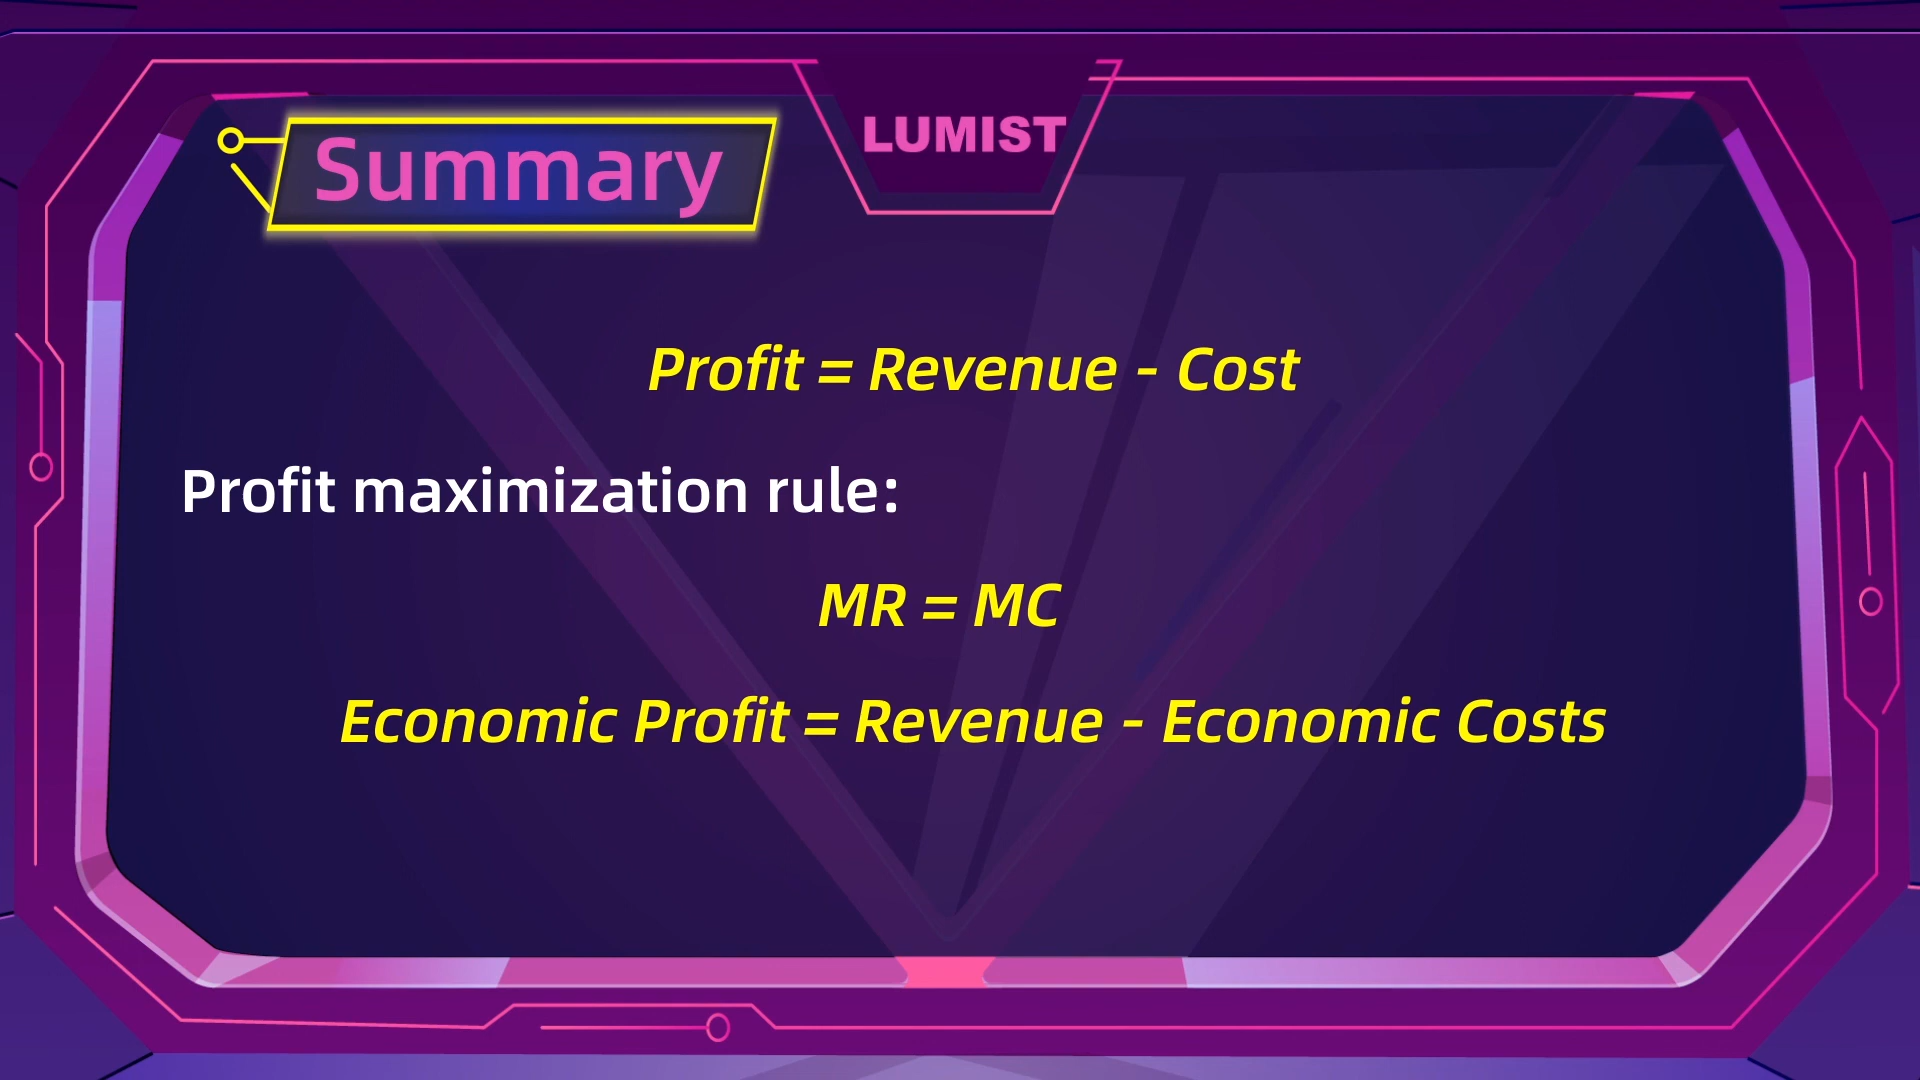 LUMIST
Summary
Profit = Revenue - Cost
Profit maximization rule:
MR = MC
Economic Profit = Revenue - Economic Costs